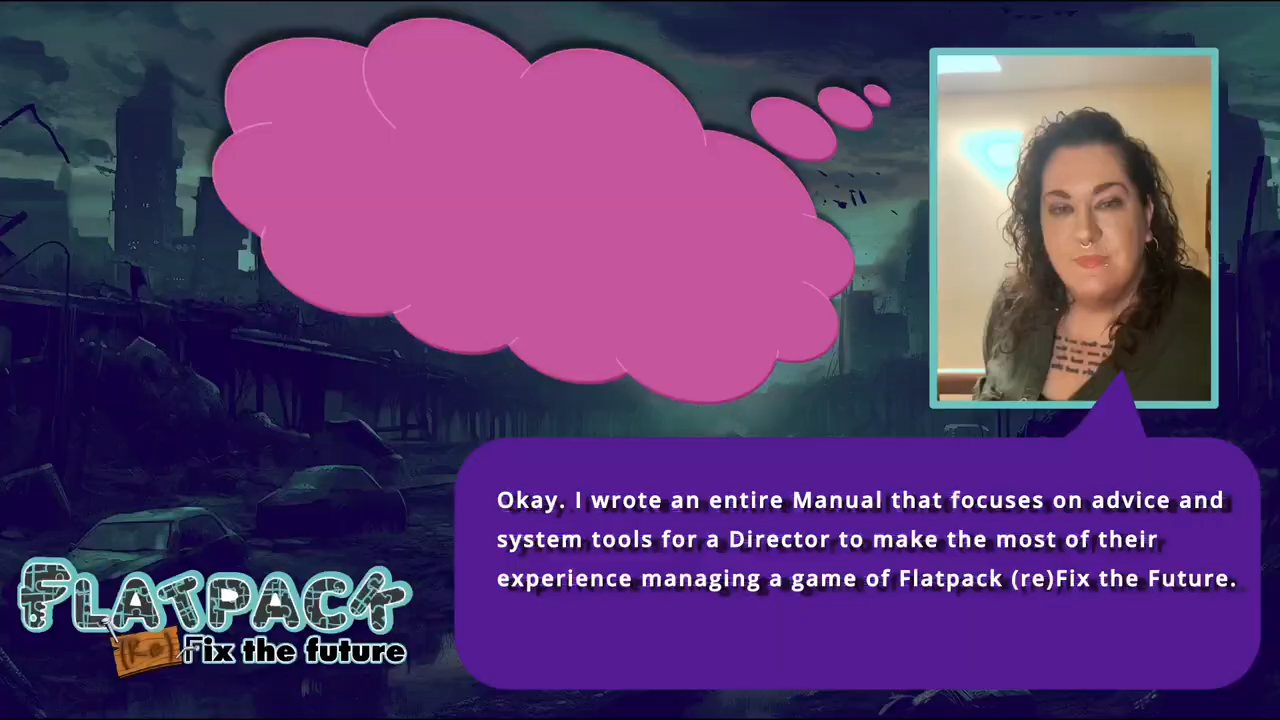 Okay. I wrote an entire Manual that focuses on advice and
system tools for a Director to make the most of their
experience managing a game of Flatpack (re)Fix the Future.
FLATPACK
(Re) Fix the future